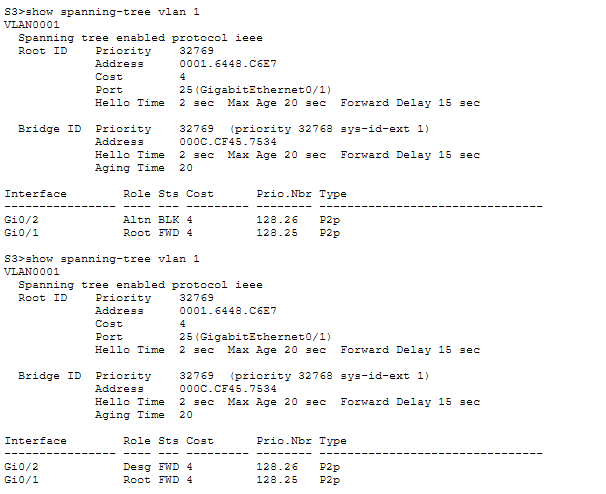 S3>show spanning-tree vlan 1
VLAN0001
  Spanning tree enabled protocol ieee
  Root ID    Priority    32769
             Address     0001.6448.C6E7
             Cost        4
             Port        25(GigabitEthernet0/1)
             Hello Time  2 sec  Max Age 20 sec  Forward Delay 15 sec

  Bridge ID  Priority    32769  (priority 32768 sys-id-ext 1)
             Address     000C.CF45.7534
             Hello Time  2 sec  Max Age 20 sec  Forward Delay 15 sec
             Aging Time  20

Interface        Role Sts Cost      Prio.Nbr Type
---------------- ---- --- --------- -------- --------------------------------
Gi0/2            Altn BLK 4         128.26   P2p
Gi0/1            Root FWD 4         128.25   P2p

S3>show spanning-tree vlan 1
VLAN0001
  Spanning tree enabled protocol ieee
  Root ID    Priority    32769
             Address     0001.6448.C6E7
             Cost        4
             Port        25(GigabitEthernet0/1)
             Hello Time  2 sec  Max Age 20 sec  Forward Delay 15 sec

  Bridge ID  Priority    32769  (priority 32768 sys-id-ext 1)
             Address     000C.CF45.7534
             Hello Time  2 sec  Max Age 20 sec  Forward Delay 15 sec
             Aging Time  20

Interface        Role Sts Cost      Prio.Nbr Type
---------------- ---- --- --------- -------- --------------------------------
Gi0/2            Desg FWD 4         128.26   P2p
Gi0/1            Root FWD 4         128.25   P2p